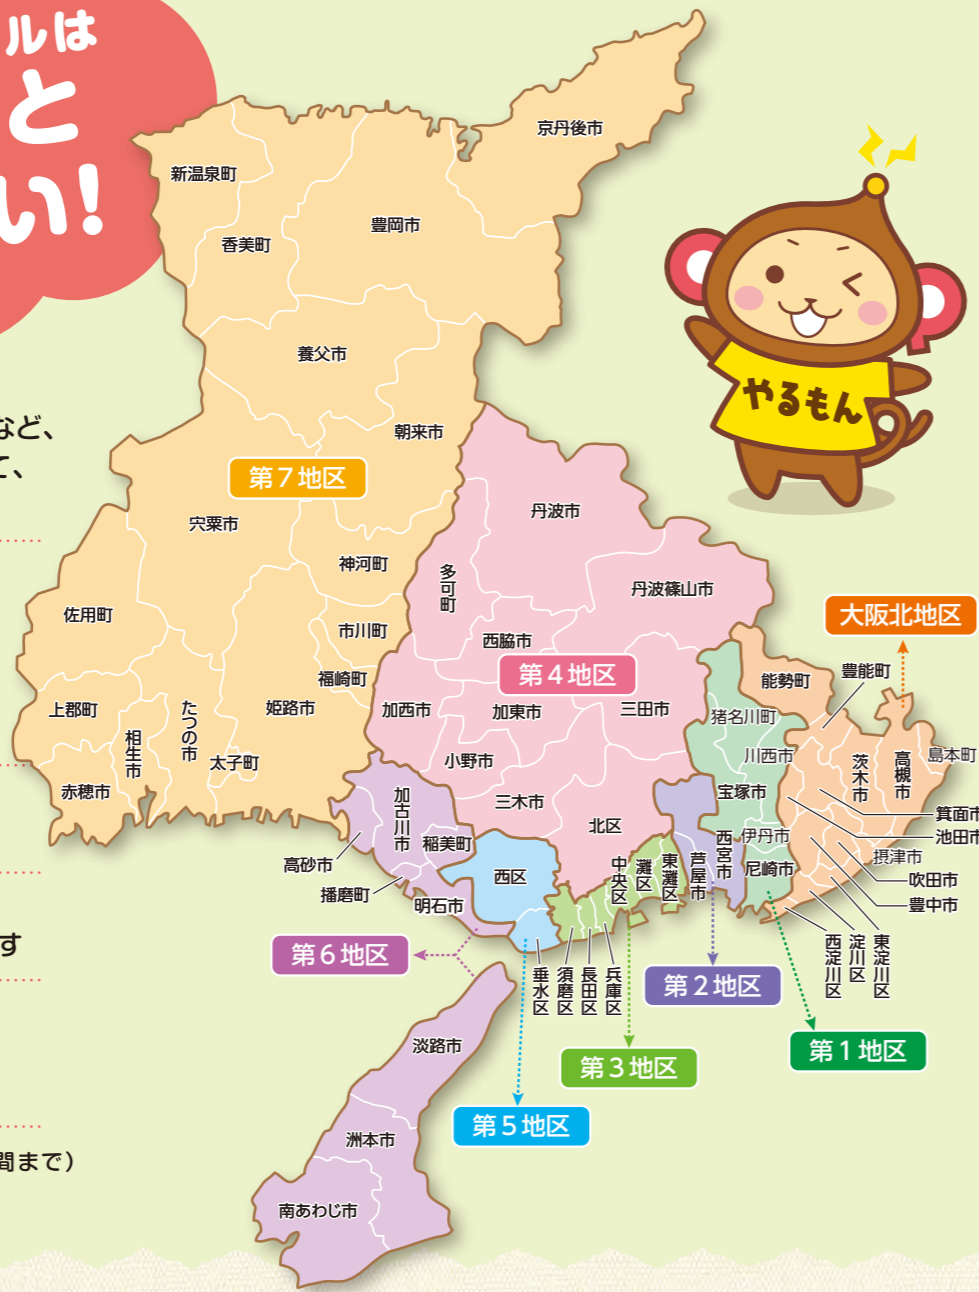 ルは
と
い!
など、
て、
す
間まで)
やるもん
京丹後市
新温泉町
豊岡市
香美町
養父市
朝来市
第7地区
宍粟市
神河町
佐用町
市川町
福崎町
上郡町
相生市
たつの市
姫路市
太子町
赤穂市
丹波市
多可町
丹波篠山市
西脇市
第4地区
加西市
加東市
三田市
小野市
三木市
北区
大阪北地区
能勢町
豊能町
猪名川町
川西市
茨木市
高槻市
島本町
宝塚市
箕面市
池田市
伊丹市
摂津市
尼崎市
吹田市
豊中市
西淀川区
淀川区
東淀川区
加古川市
稲美町
高砂市
播磨町
明石市
西区
中央区
灘区
東灘区
芦屋市
西宮市
垂水区
須磨区
長田区
兵庫区
第6地区
第2地区
第1地区
第3地区
第5地区
淡路市
洲本市
南あわじ市